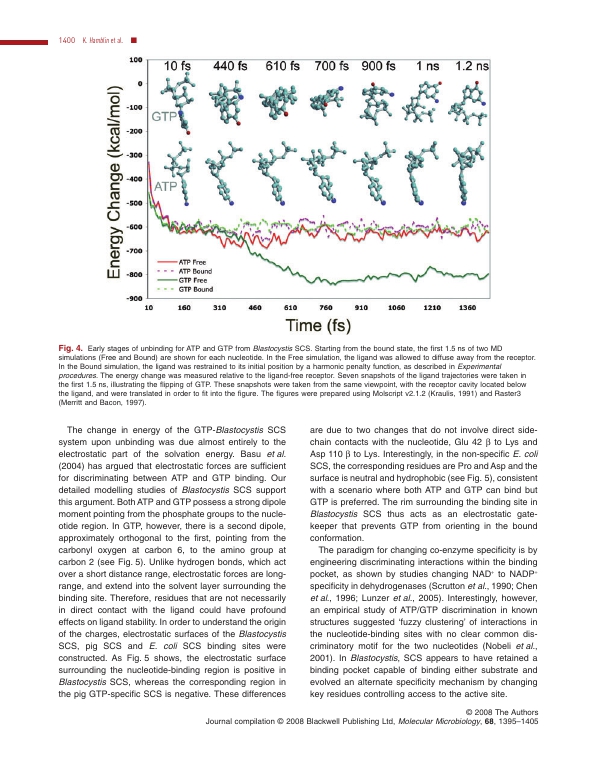 1400 K. Hamblin et al. ■
100
0
-100
-200
-300
-400
-500
-600
-700
-800
-900
Energy Change (kcal/mol)
10 fs 440 fs 610 fs 700 fs 900 fs 1 ns 1.2 ns
GTP
ATP
ATP Free
ATP Bound
GTP Free
GTP Bound
10 160 310 460 610 760 910 1060 1210 1360
Time (fs)
Fig. 4. Early stages of unbinding for ATP and GTP from Blastocystis SCS. Starting from the bound state, the first 1.5 ns of two MD
simulations (Free and Bound) are shown for each nucleotide. In the Free simulation, the ligand was allowed to diffuse away from the receptor.
In the Bound simulation, the ligand was restrained to its initial position by a harmonic penalty function, as described in Experimental
procedures. The energy change was measured relative to the ligand-free receptor. Seven snapshots of the ligand trajectories were taken in
the first 1.5 ns, illustrating the flipping of GTP. These snapshots were taken from the same viewpoint, with the receptor cavity located below
the ligand, and were translated in order to fit into the figure. The figures were prepared using Molscript v2.1.2 (Kraulis, 1991) and Raster3
(Merritt and Bacon, 1997).
The change in energy of the GTP-Blastocystis SCS
system upon unbinding was due almost entirely to the
electrostatic part of the solvation energy. Basu et al.
(2004) has argued that electrostatic forces are sufficient
for discriminating between ATP and GTP binding. Our
detailed modelling studies of Blastocystis SCS support
this argument. Both ATP and GTP possess a strong dipole
moment pointing from the phosphate groups to the nucle-
otide region. In GTP, however, there is a second dipole,
approximately orthogonal to the first, pointing from the
carbonyl oxygen at carbon 6, to the amino group at
carbon 2 (see Fig. 5). Unlike hydrogen bonds, which act
over a short distance range, electrostatic forces are long-
range, and extend into the solvent layer surrounding the
binding site. Therefore, residues that are not necessarily
in direct contact with the ligand could have profound
effects on ligand stability. In order to understand the origin
of the charges, electrostatic surfaces of the Blastocystis
SCS, pig SCS and E. coli SCS binding sites were
constructed. As Fig. 5 shows, the electrostatic surface
surrounding the nucleotide-binding region is positive in
Blastocystis SCS, whereas the corresponding region in
the pig GTP-specific SCS is negative. These differences
are due to two changes that do not involve direct side-
chain contacts with the nucleotide, Glu 42 β to Lys and
Asp 110 β to Lys. Interestingly, in the non-specific E. coli
SCS, the corresponding residues are Pro and Asp and the
surface is neutral and hydrophobic (see Fig. 5), consistent
with a scenario where both ATP and GTP can bind but
GTP is preferred. The rim surrounding the binding site in
Blastocystis SCS thus acts as an electrostatic gate-
keeper that prevents GTP from orienting in the bound
conformation.
The paradigm for changing co-enzyme specificity is by
engineering discriminating interactions within the binding
pocket, as shown by studies changing NAD⁺ to NADP⁺
specificity in dehydrogenases (Scrutton et al., 1990; Chen
et al., 1996; Lunzer et al., 2005). Interestingly, however,
an empirical study of ATP/GTP discrimination in known
structures suggested 'fuzzy clustering' of interactions in
the nucleotide-binding sites with no clear common dis-
criminatory motif for the two nucleotides (Nobeli et al.,
2001). In Blastocystis, SCS appears to have retained a
binding pocket capable of binding either substrate and
evolved an alternate specificity mechanism by changing
key residues controlling access to the active site.
© 2008 The Authors
Journal compilation © 2008 Blackwell Publishing Ltd, Molecular Microbiology, 68, 1395–1405